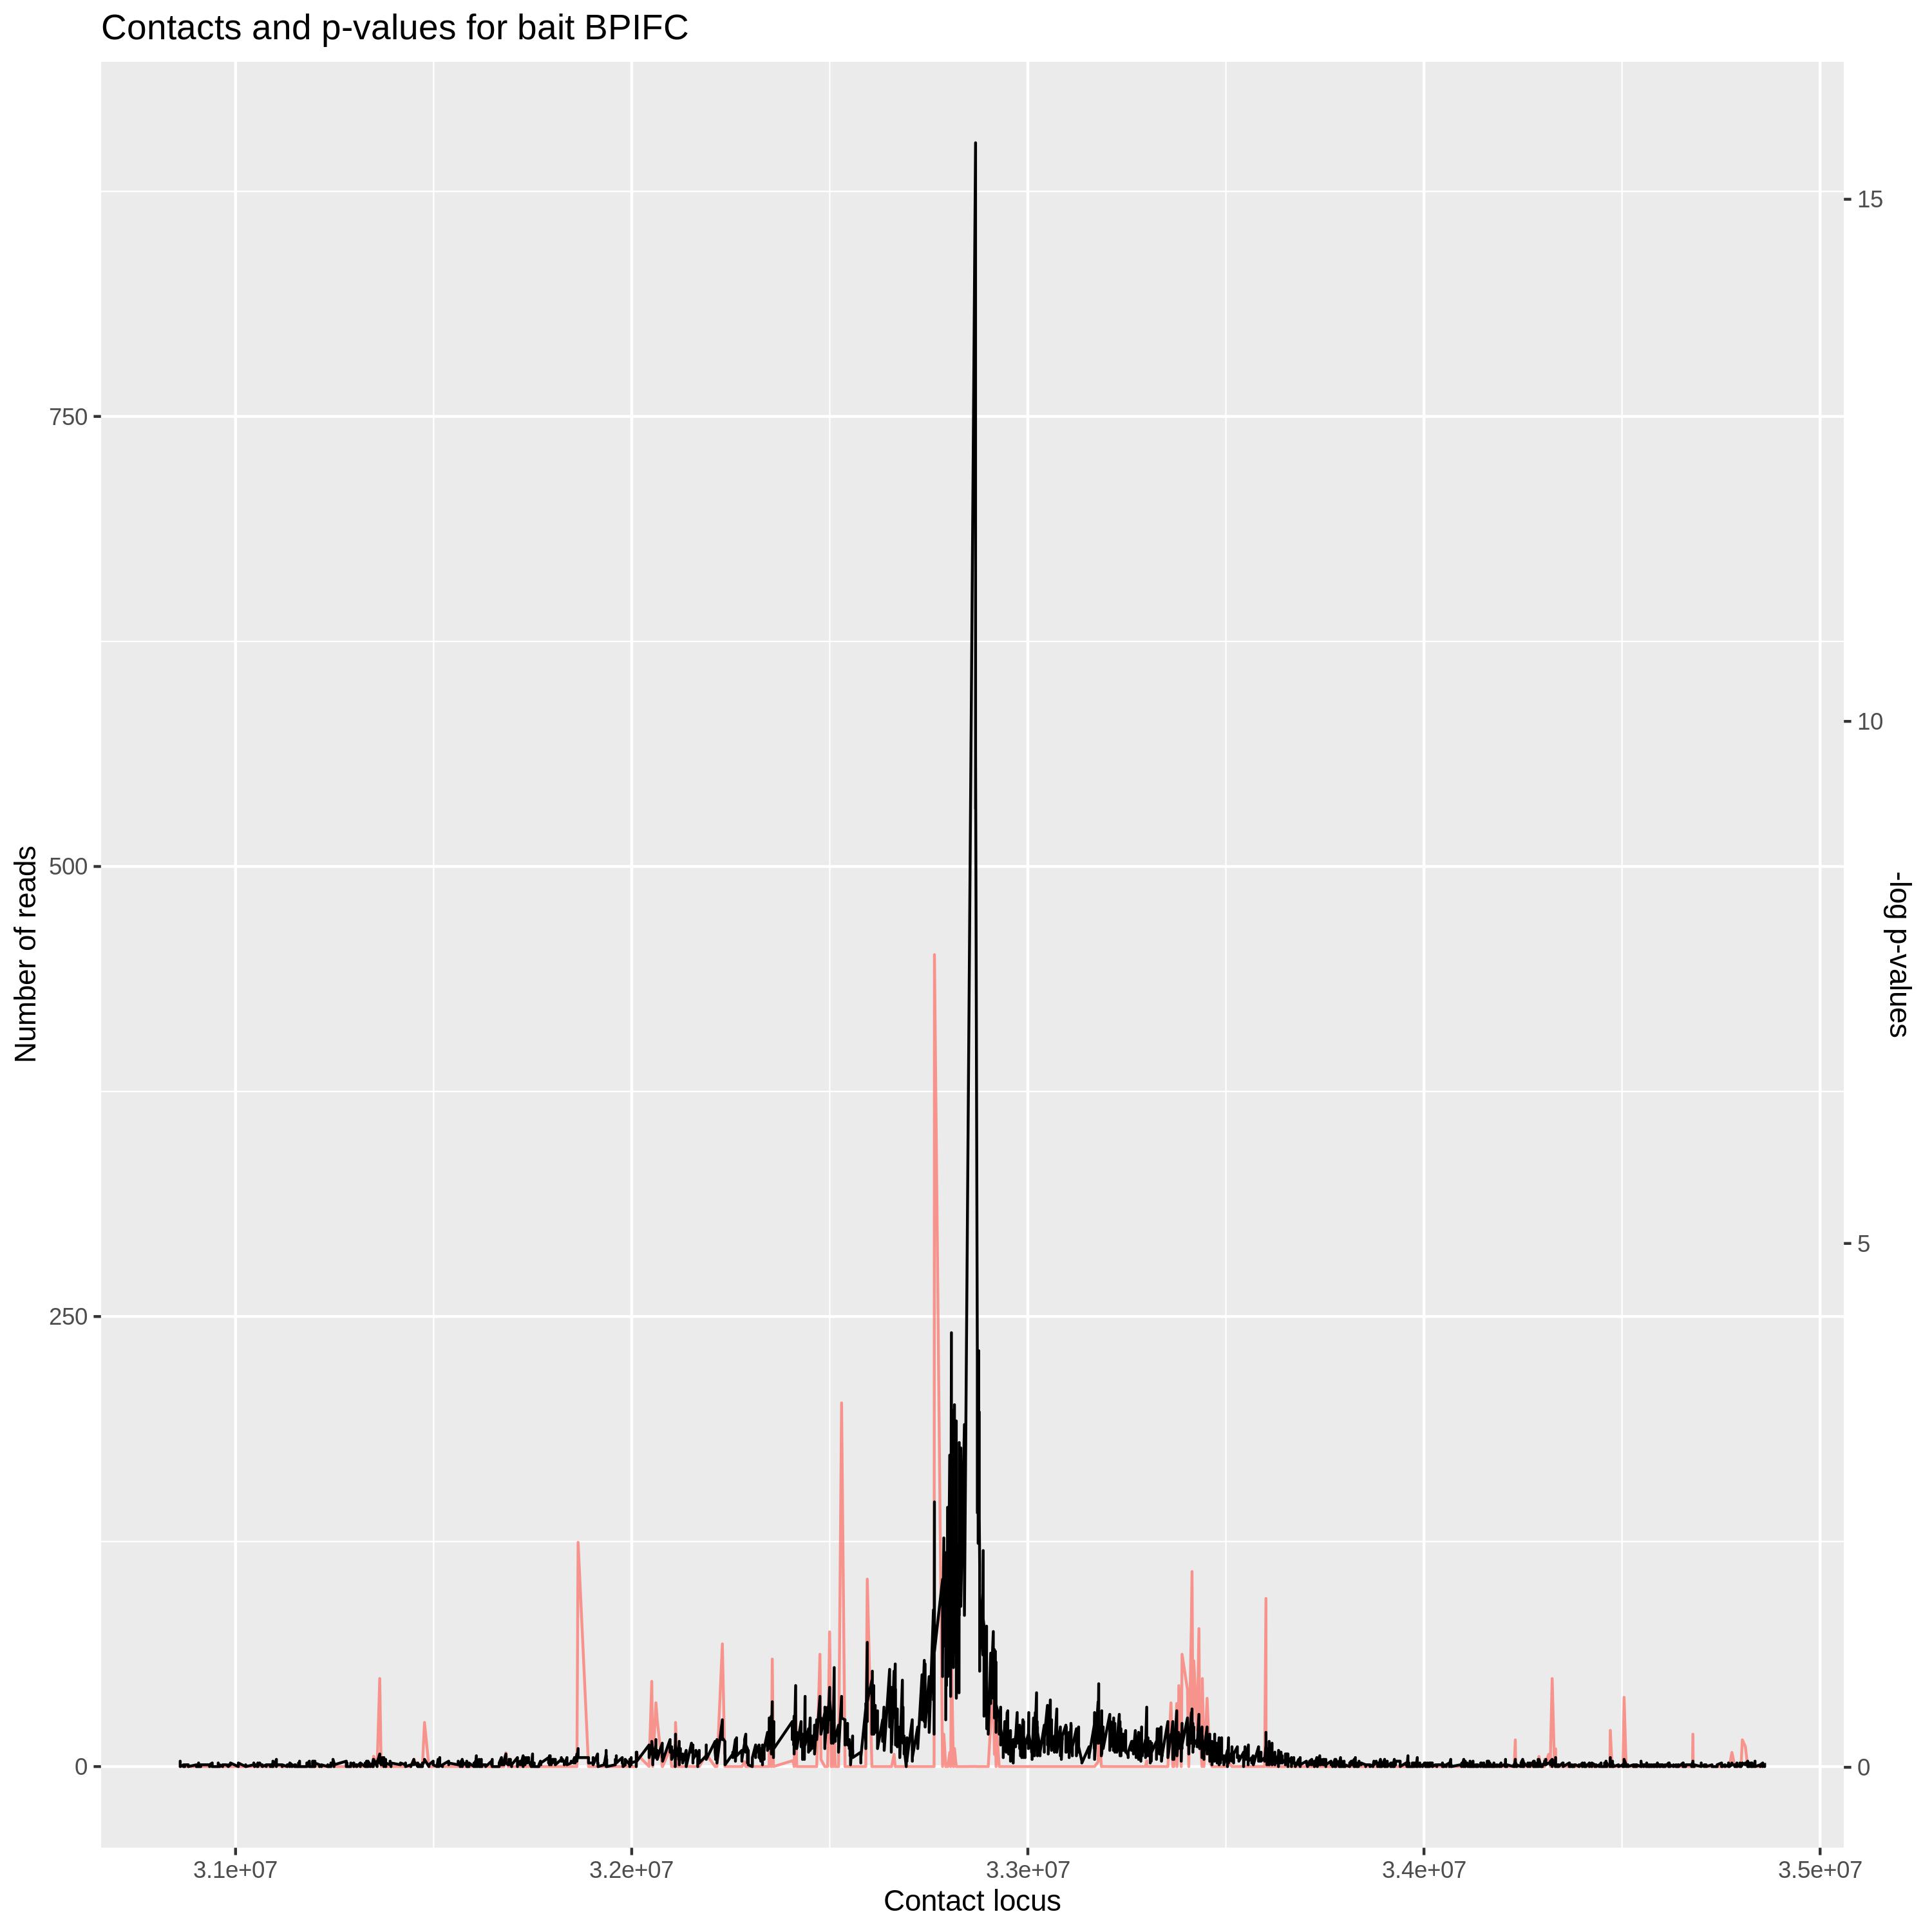 Contacts and p-values for bait BPIFC
750
500
250
0
15
10
5
0
Number of reads
-log p-values
3.1e+07
3.2e+07
3.3e+07
3.4e+07
3.5e+07
Contact locus